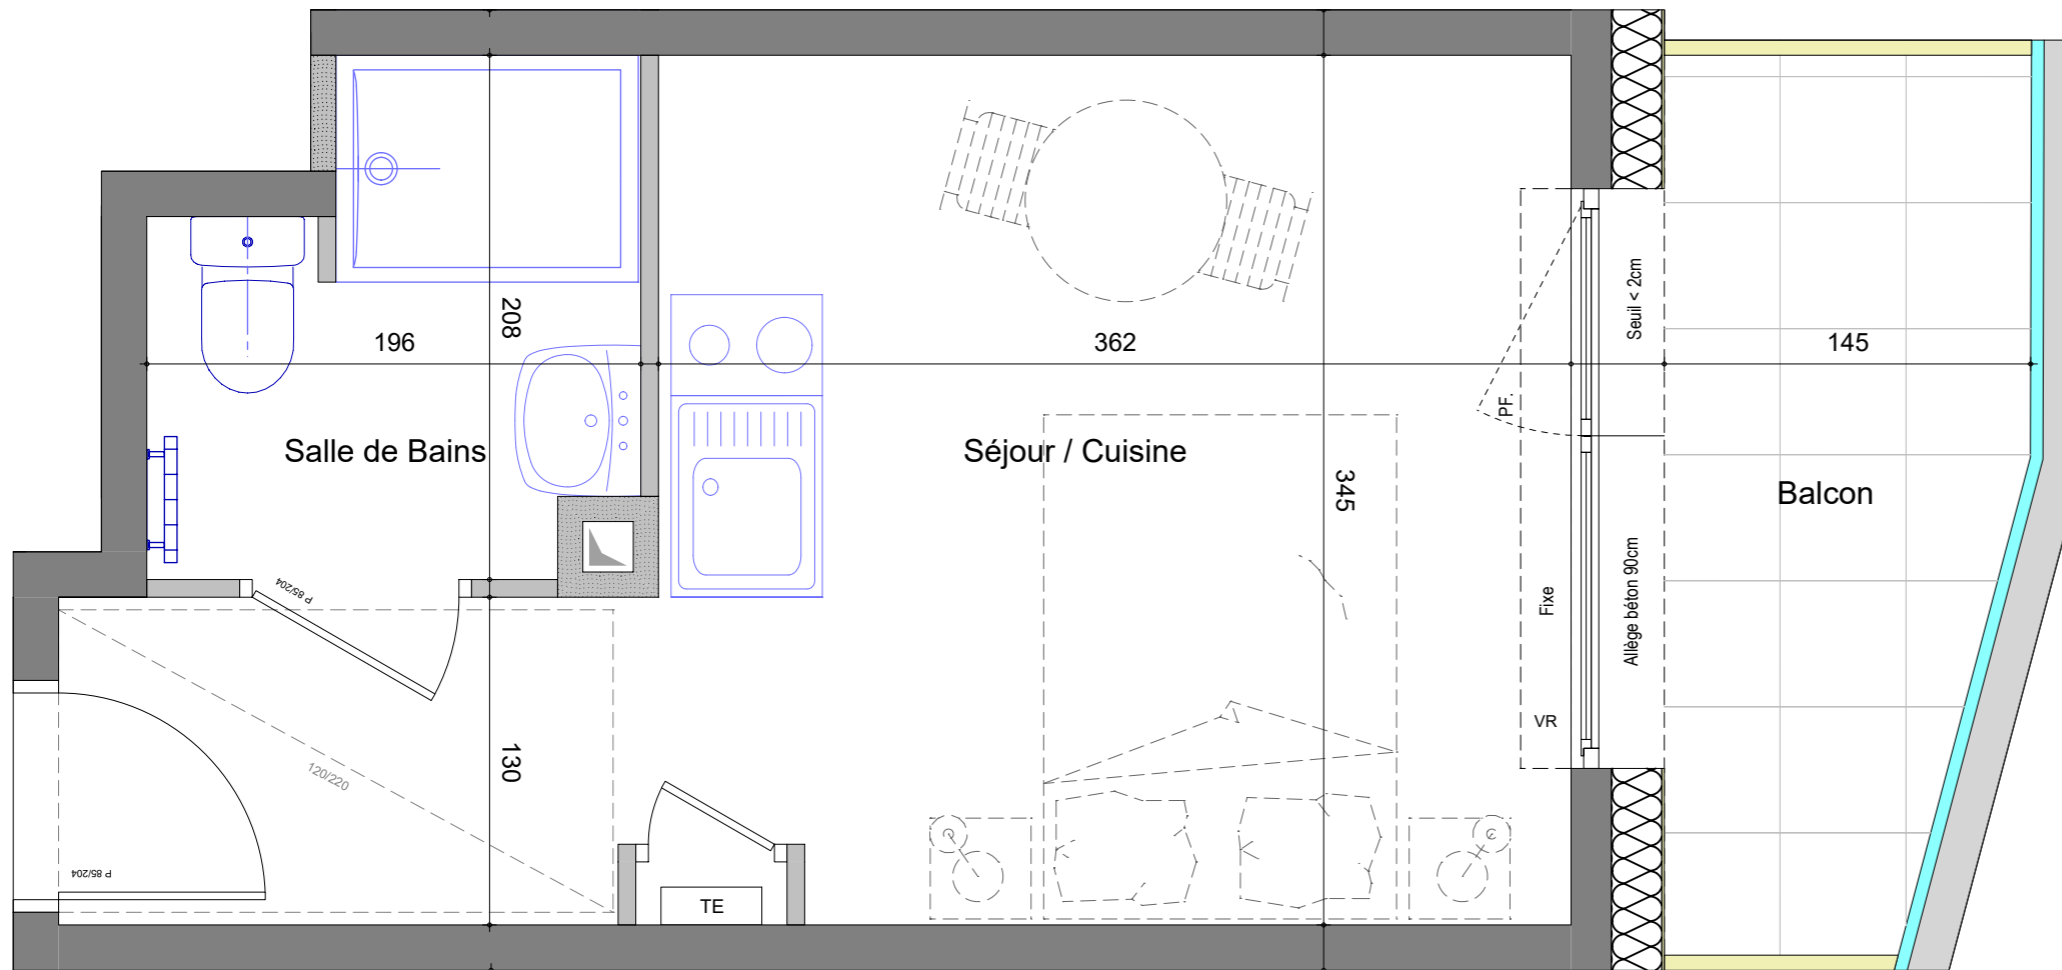 208
196
362
145
Seuil < 2cm
PF.
Salle de Bains
Séjour / Cuisine
345
Balcon
Allège béton 90cm
Fixe
P 85/204
VR
130
120/220
P 85/204
TE